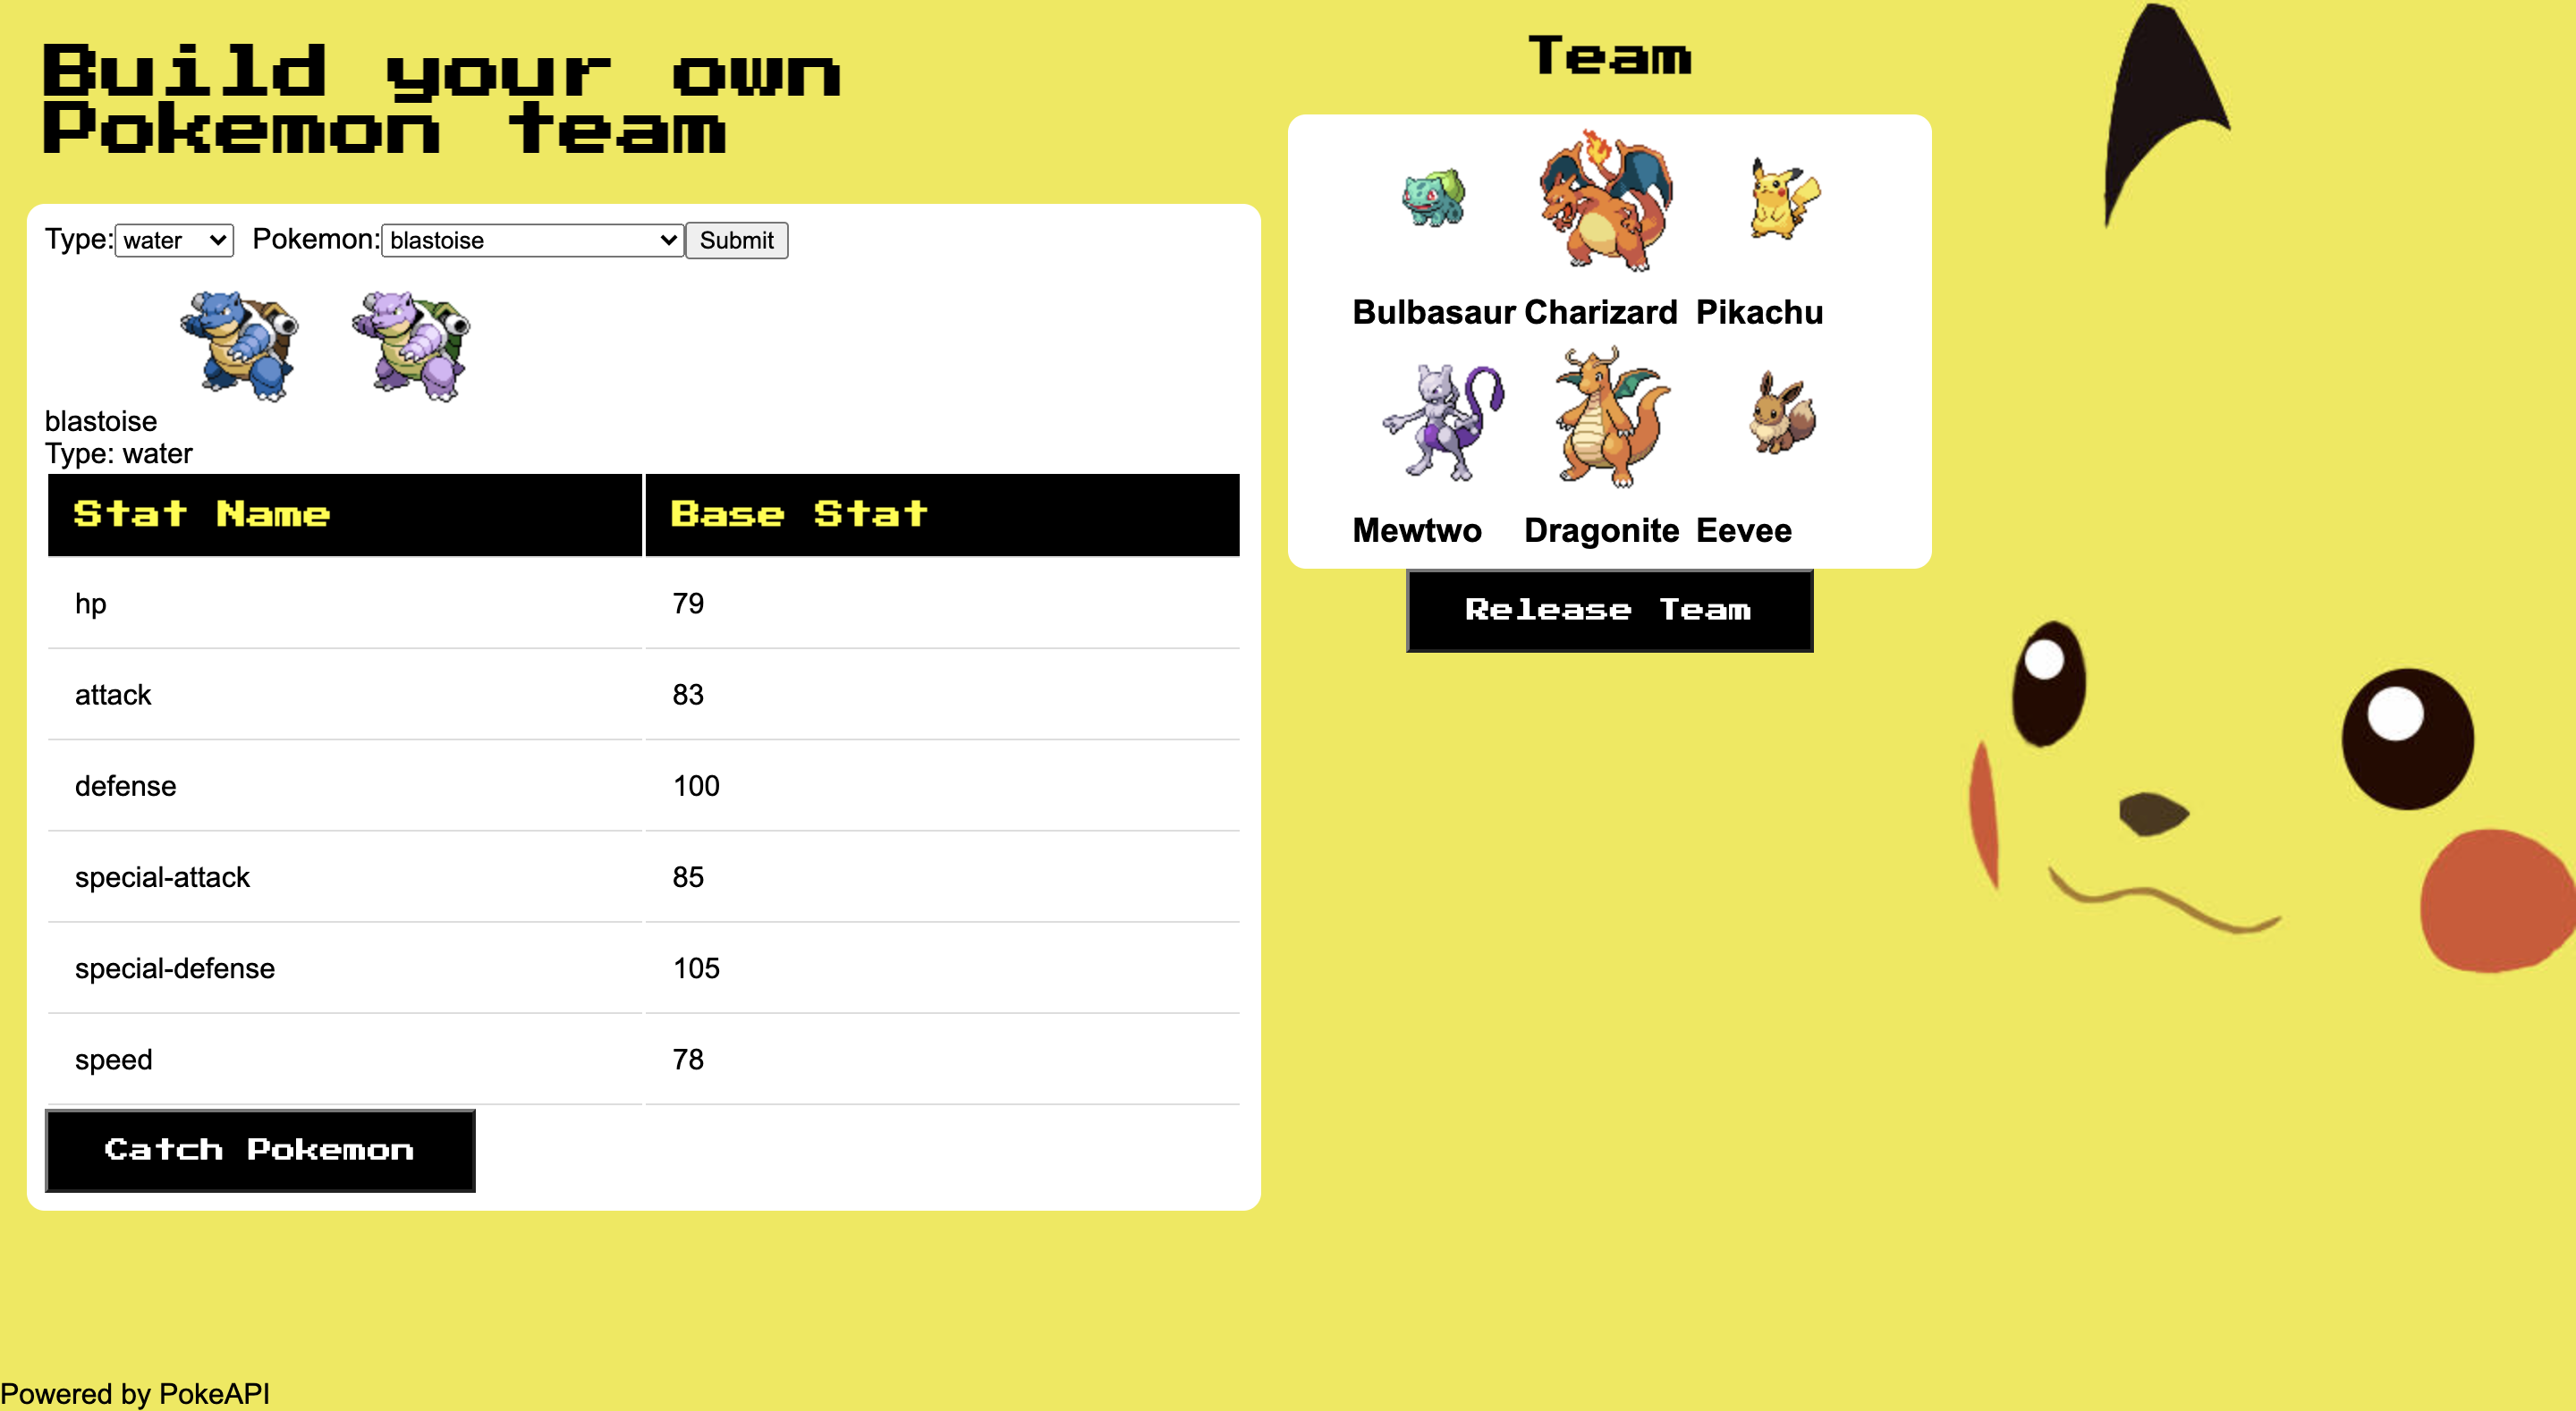 Build your own
Pokemon team
Type: water Pokemon: blastoise Submit
blastoise
Type: water
Stat Name Base Stat
hp 79
attack 83
defense 100
special-attack 85
special-defense 105
speed 78
Catch Pokemon
Team
Bulbasaur Charizard Pikachu
Mewtwo Dragonite Eevee
Release Team
Powered by PokeAPI